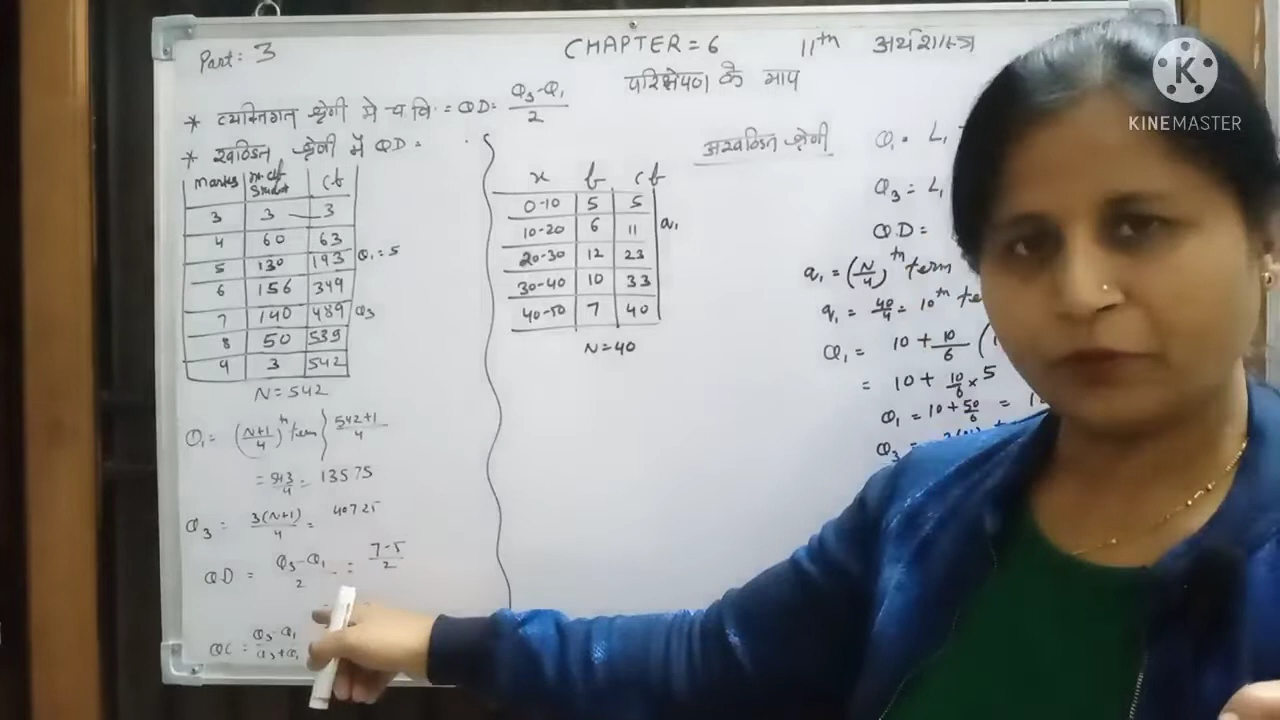 Part: 3
CHAPTER = 6 11th अर्थशास्त्र
परिक्षेपण के माप
KINEMASTER
* व्यक्तिगत श्रेणी मे च वि = QD = Q3-Q1/2
* खण्डित श्रेणी में QD =
Marks no. of Student Cf
3 3 3
4 60 63
5 130 193 Q1 = 5
6 156 349
7 140 489 Q3
8 50 539
9 3 542
N = 542
Q1 = (N+1/4)th term } 542+1/4
= 543/4 = 135 75
Q3 = 3(N+1)/4 = 407 25
QD = Q3-Q1/2 = 7-5/2
QC = Q3-Q1/Q3+Q1
अखण्डित श्रेणी
x f cf
0-10 5 5
10-20 6 11 Q1
20-30 12 23
30-40 10 33
40-50 7 40
N = 40
Q1 = L1
Q3 = L1
Q.D =
q1 = (N/4)th term
q1 = 40/4 = 10th
Q1 = 10 + 10/6 (
= 10 + 10/6 × 5
Q1 = 10 + 50/6 =
Q3 =